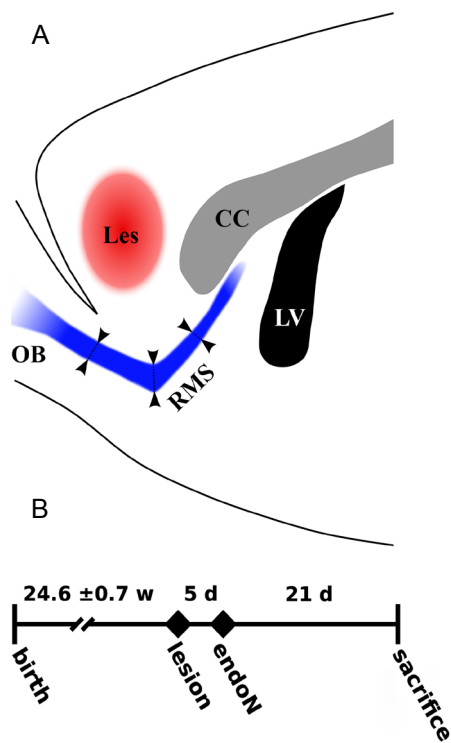 A
Les
CC
LV
OB
RMS
B
24.6 ±0.7 w 5 d 21 d
birth
lesion
endoN
sacrifice